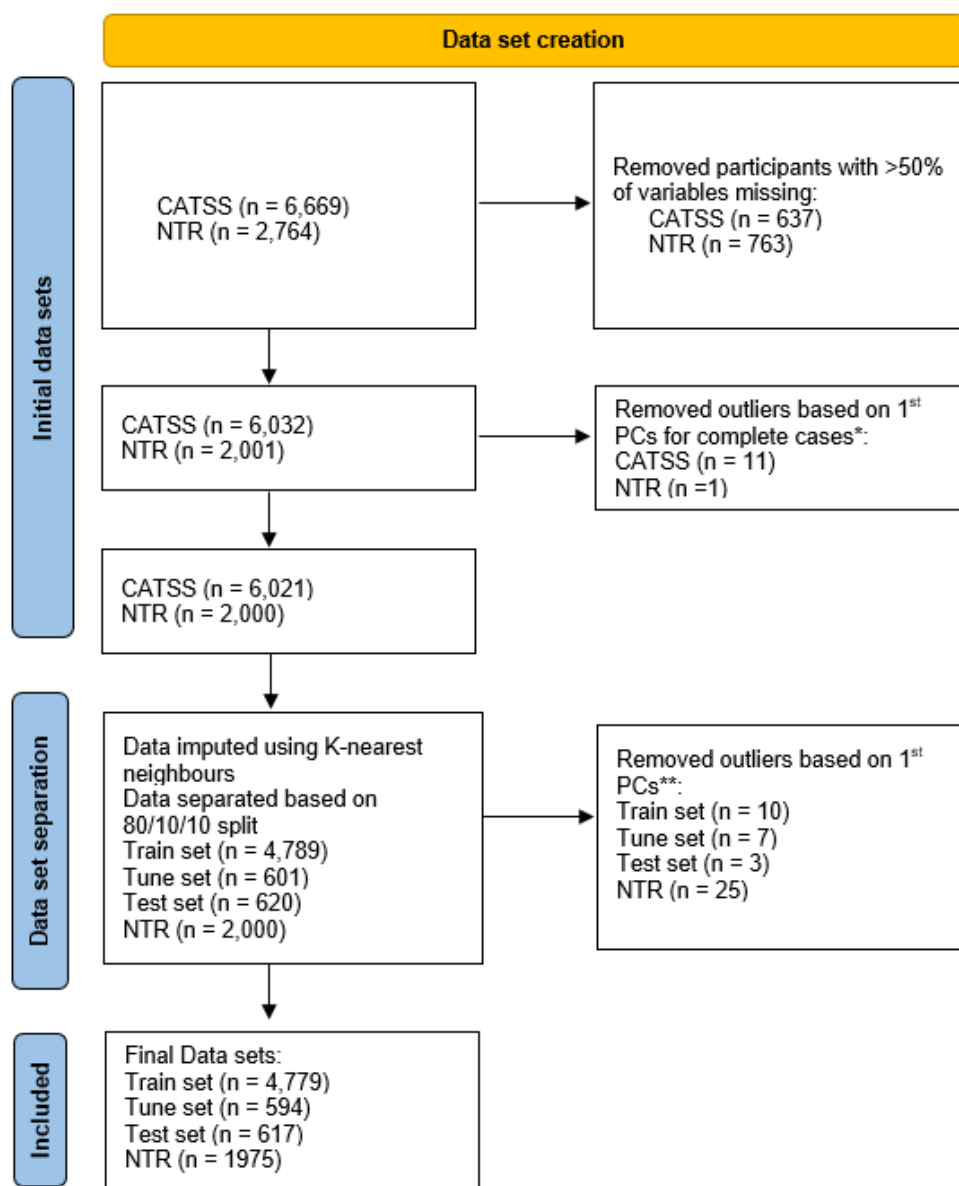 Data set creation
Initial data sets
CATSS (n = 6,669)
NTR (n = 2,764)
Removed participants with >50%
of variables missing:
CATSS (n = 637)
NTR (n = 763)
CATSS (n = 6,032)
NTR (n = 2,001)
Removed outliers based on 1st
PCs for complete cases*:
CATSS (n = 11)
NTR (n =1)
CATSS (n = 6,021)
NTR (n = 2,000)
Data set separation
Data imputed using K-nearest
neighbours
Data separated based on
80/10/10 split
Train set (n = 4,789)
Tune set (n = 601)
Test set (n = 620)
NTR (n = 2,000)
Removed outliers based on 1st
PCs**:
Train set (n = 10)
Tune set (n = 7)
Test set (n = 3)
NTR (n = 25)
Included
Final Data sets:
Train set (n = 4,779)
Tune set (n = 594)
Test set (n = 617)
NTR (n = 1975)